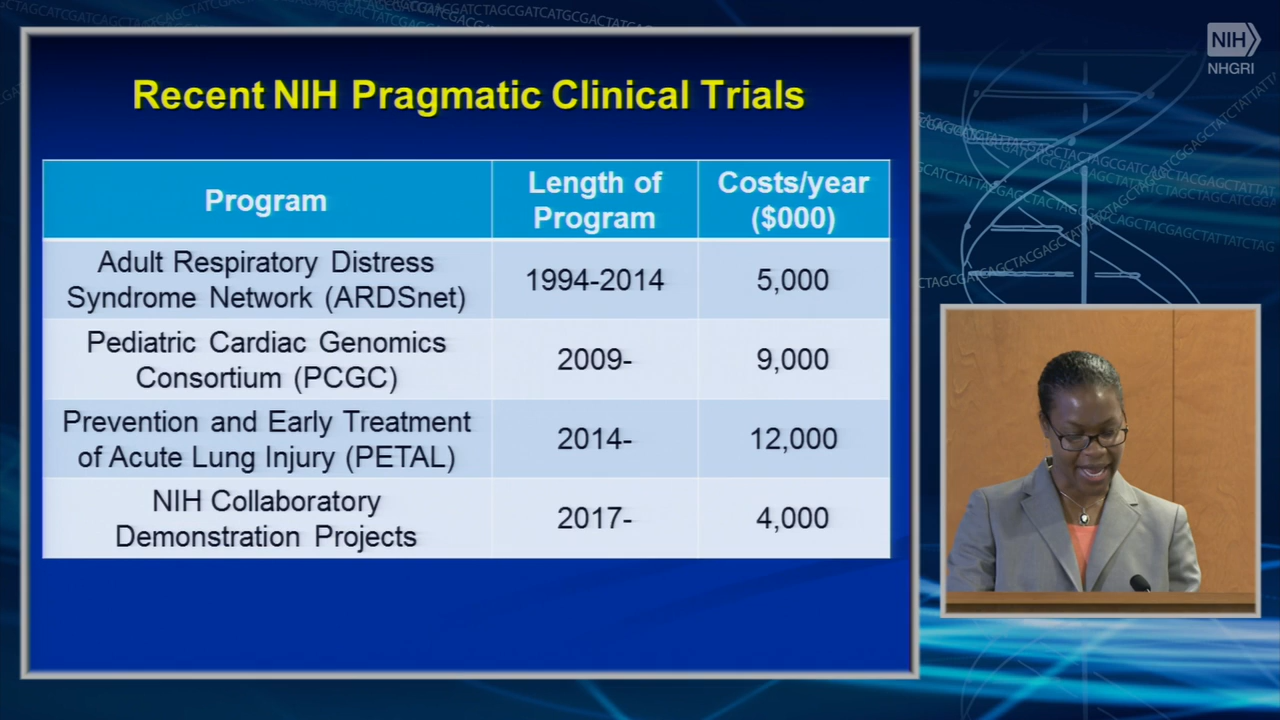 NIH
NHGRI
Recent NIH Pragmatic Clinical Trials
Program
Length of
Program
Costs/year
($000)
Adult Respiratory Distress
Syndrome Network (ARDSnet)
1994-2014
5,000
Pediatric Cardiac Genomics
Consortium (PCGC)
2009-
9,000
Prevention and Early Treatment
of Acute Lung Injury (PETAL)
2014-
12,000
NIH Collaboratory
Demonstration Projects
2017-
4,000